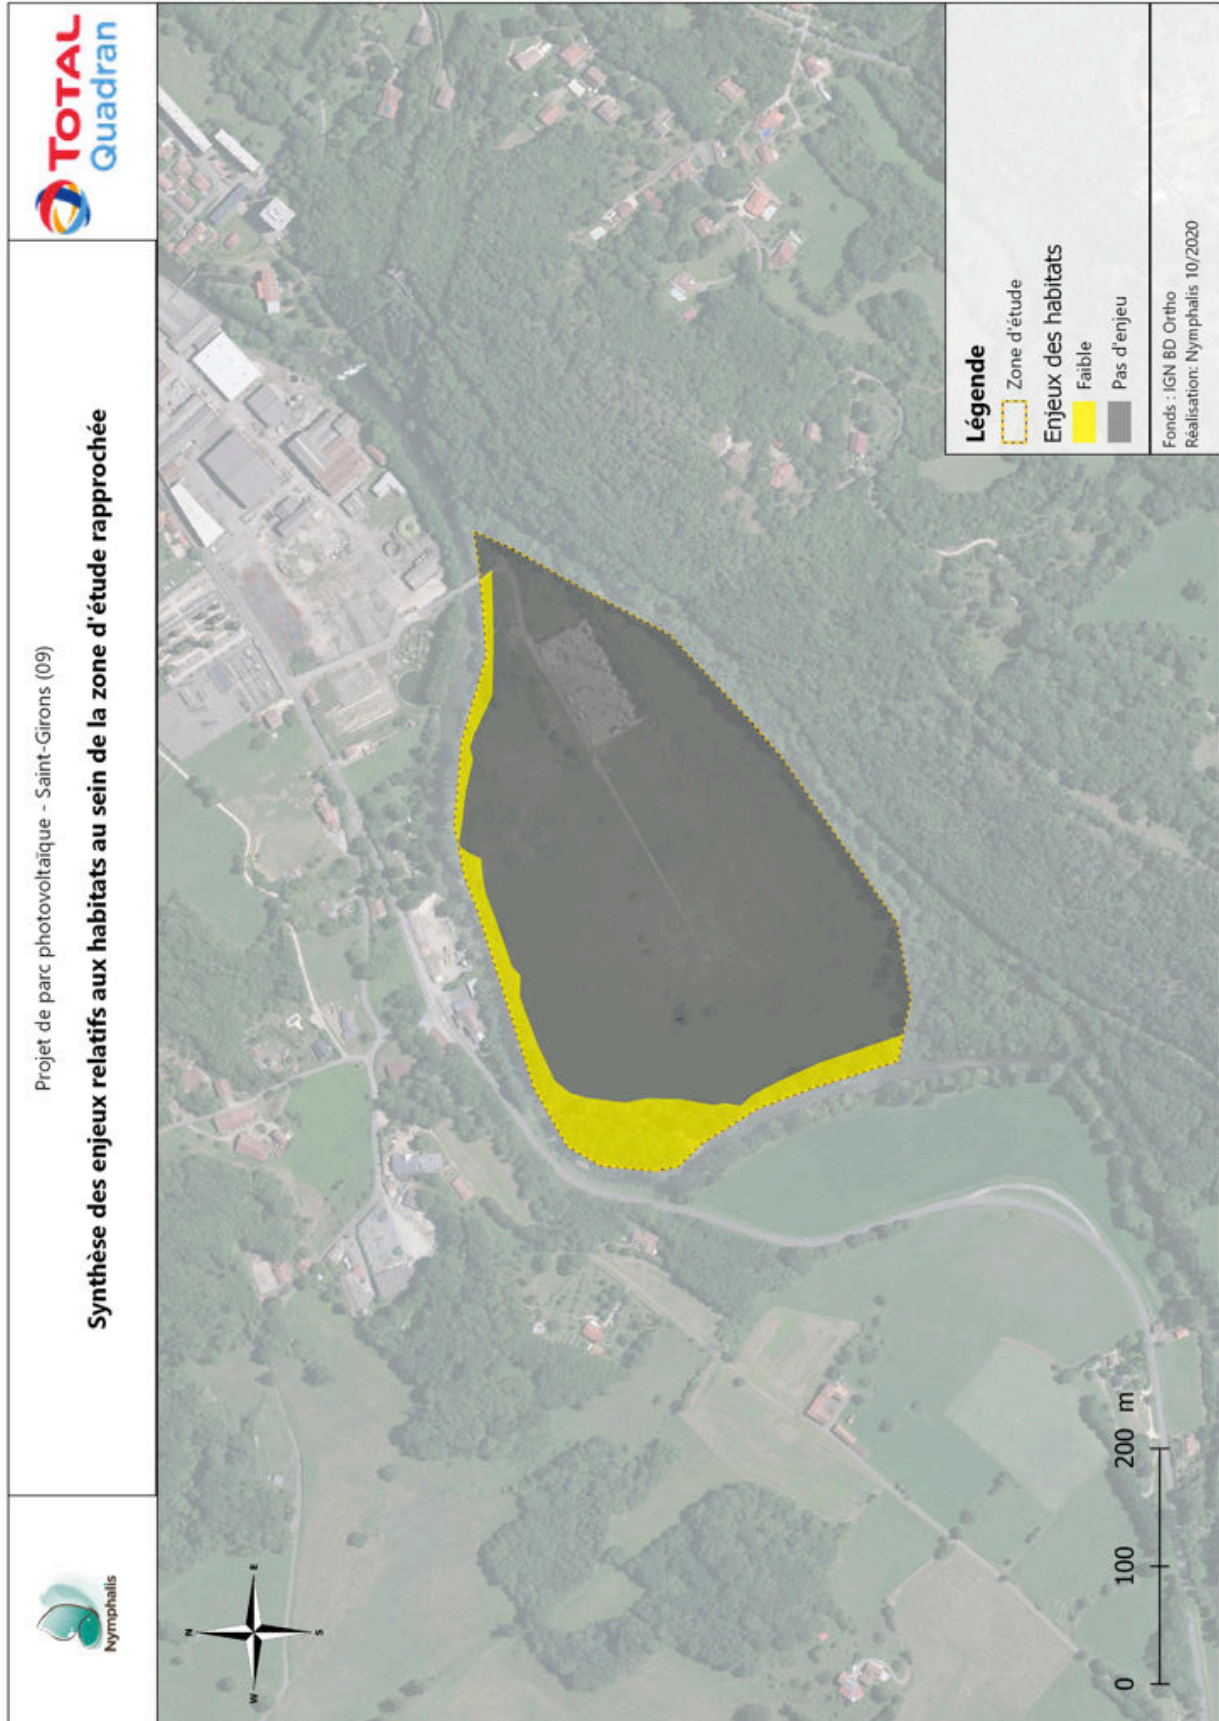 Nymphalis
Projet de parc photovoltaïque - Saint-Girons (09)
Synthèse des enjeux relatifs aux habitats au sein de la zone d'étude rapprochée
TOTAL
Quadran
N
W
E
S
0 100 200 m
Légende
Zone d'étude
Enjeux des habitats
Faible
Pas d'enjeu
Fonds : IGN BD Ortho
Réalisation: Nymphalis 10/2020